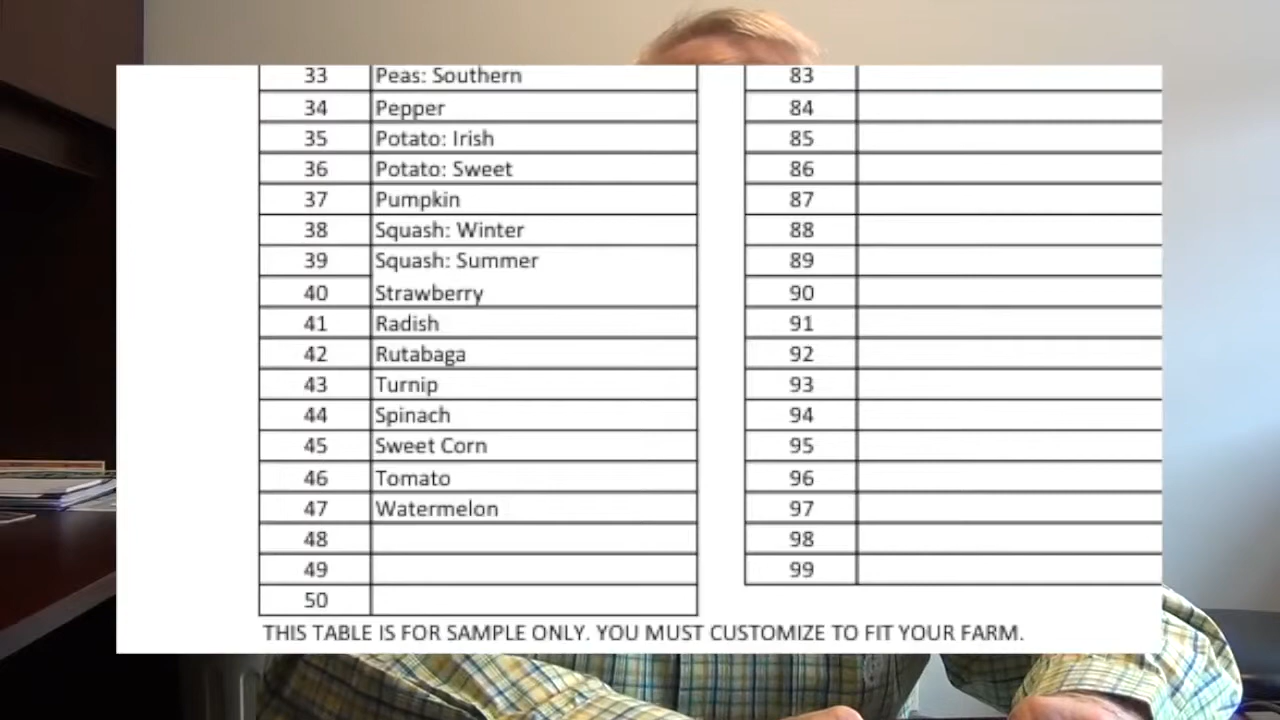 33 Peas: Southern 83
34 Pepper 84
35 Potato: Irish 85
36 Potato: Sweet 86
37 Pumpkin 87
38 Squash: Winter 88
39 Squash: Summer 89
40 Strawberry 90
41 Radish 91
42 Rutabaga 92
43 Turnip 93
44 Spinach 94
45 Sweet Corn 95
46 Tomato 96
47 Watermelon 97
48 98
49 99
50
THIS TABLE IS FOR SAMPLE ONLY. YOU MUST CUSTOMIZE TO FIT YOUR FARM.